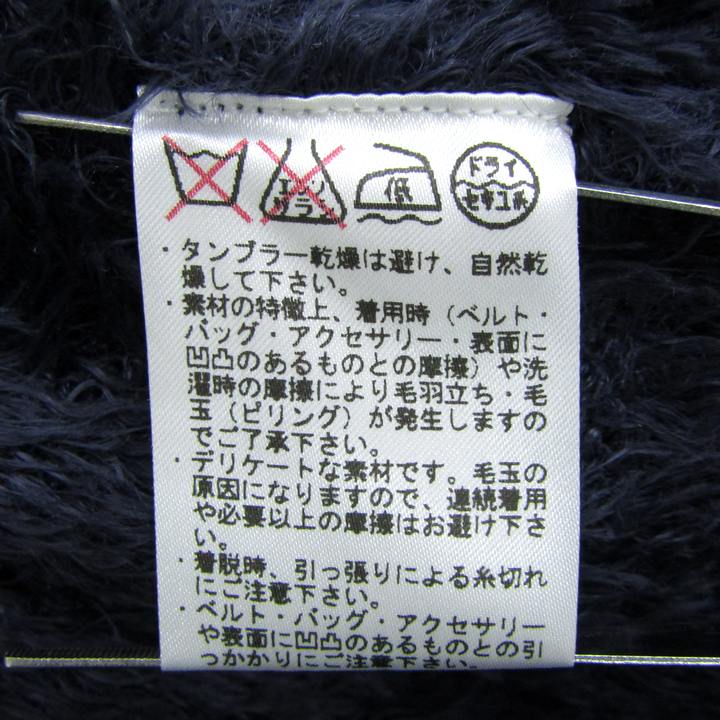 エンソ
サラシ
低
ドライ
セキユ系
・タンブラー乾燥は避け、自然乾
燥して下さい。
・素材の特徴上、着用時（ベルト・
バッグ・アクセサリー・表面に
凹凸のあるものとの摩擦）や洗
濯時の摩擦により毛羽立ち・毛
玉（ピリング）が発生しますの
でご了承下さい。
・デリケートな素材です。毛玉の
原因になりますので、連続着用
や必要以上の摩擦はお避け下さ
い。
・着脱時、引っ張りによる糸切れ
にご注意下さい。
・ベルト・バッグ・アクセサリー
や表面に凹凸のあるものとの引
っかかりにご注意下さい。